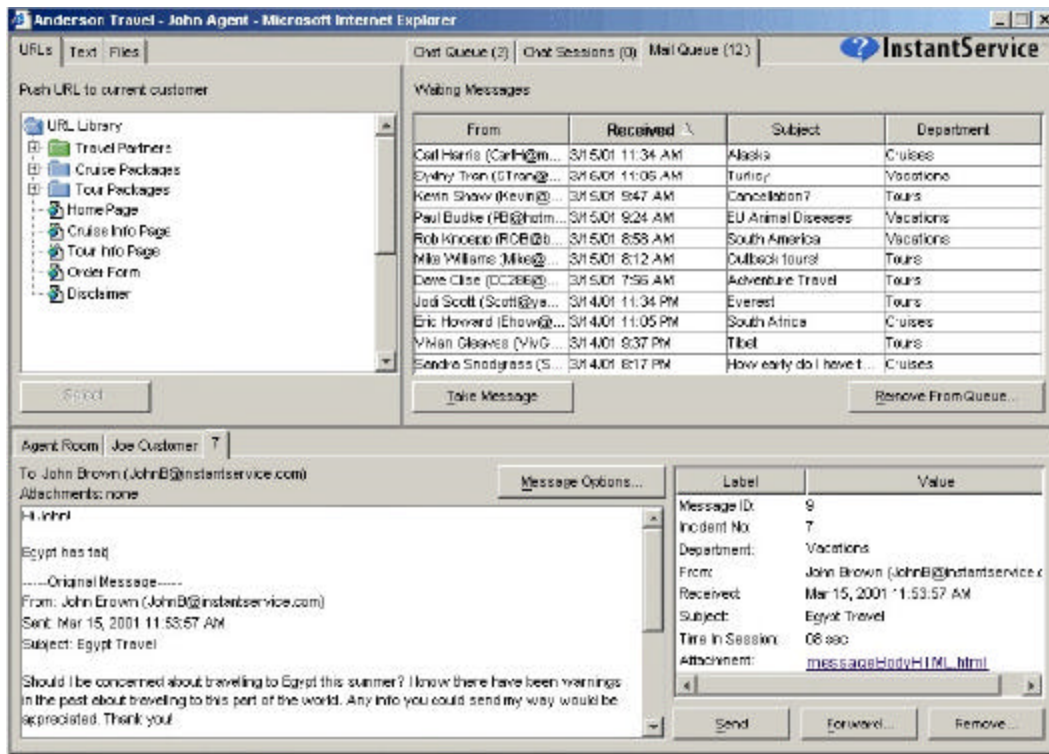 Anderson Travel - John Agent - Microsoft Internet Explorer
URLs Text Files
Push URL to current customer
URL Library
Travel Partners
Cruise Packages
Tour Packages
Home Page
Cruise Info Page
Tour Info Page
Order Form
Disclaimer
Select
Chat Queue (2) Chat Sessions (0) Mail Queue (12)
? InstantService
Waiting Messages
From Received Subject Department
Carl Harris (CarlH@m... 3/15/01 11:34 AM Alaska Cruises
Tran 11:06 AM Turkey Vacations
Kevin Shaw (Kevin@... 3/15/01 9:47 AM Cancellation? Tours
Paul Budke (PB@hotm... 3/15/01 9:24 AM EU Animal Diseases Vacations
Rob Knoepp (ROB@b... 3/15/01 8:58 AM South America Vacations
Mike Williams (Mike@... 3/15/01 8:12 AM Outback tours! Tours
Dave Clise 3/15/01 7:56 AM Adventure Travel Tours
Jodi Scott (Scott@ya... 3/14/01 11:34 PM Everest Tours
Eric Howard (Ehow@... 3/14/01 11:05 PM South Africa Cruises
Vivian Gleaves (VivG... 3/14/01 9:37 PM Tibet Tours
Sandra Snodgrass (S... 3/14/01 8:17 PM How early do I have t... Cruises
Take Message Remove From Queue...
Agent Room Joe Customer 7
To: John Brown (JohnB@instantservice.com)
Attachments: none
Message Options...
Hi John!
Egypt has
-----Original Message-----
From: John Brown (JohnB@instantservice.com)
Sent: Mar 15, 2001 11:53:57 AM
Subject: Egypt Travel
Should I be concerned about travelling to Egypt this summer? I know there have been warnings
in the past about traveling to this part of the world. Any info you could send my way would be
appreciated. Thank you!
Label Value
Message ID: 9
Incident No: 7
Department: Vacations
From: John Brown (JohnB@instantservice.c
Received: Mar 15, 2001 11:53:57 AM
Subject: Egypt Travel
Time In Session: 08 sec
Attachment: messageBodyHTML.html
Send Forward... Remove...